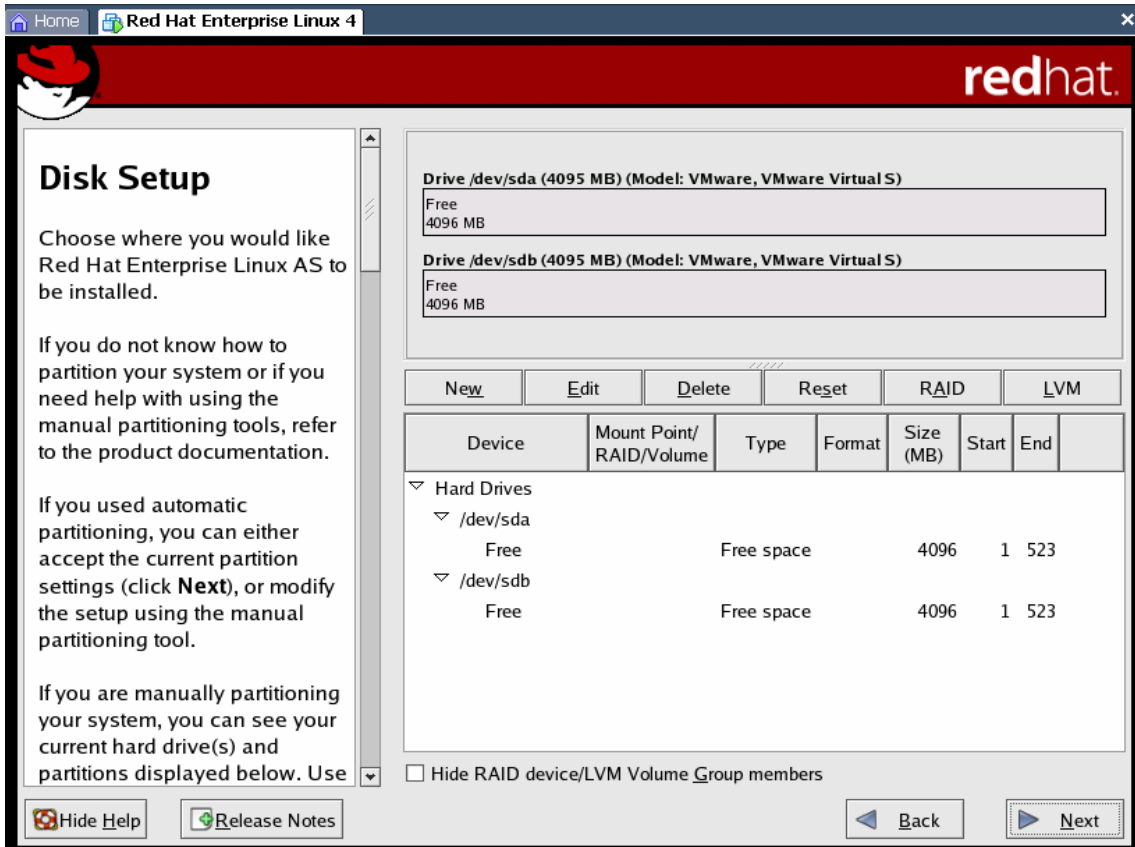 Home
Red Hat Enterprise Linux 4
redhat.
Disk Setup
Choose where you would like
Red Hat Enterprise Linux AS to
be installed.
If you do not know how to
partition your system or if you
need help with using the
manual partitioning tools, refer
to the product documentation.
If you used automatic
partitioning, you can either
accept the current partition
settings (click Next), or modify
the setup using the manual
partitioning tool.
If you are manually partitioning
your system, you can see your
current hard drive(s) and
partitions displayed below. Use
Drive /dev/sda (4095 MB) (Model: VMware, VMware Virtual S)
Free
4096 MB
Drive /dev/sdb (4095 MB) (Model: VMware, VMware Virtual S)
Free
4096 MB
New Edit Delete Reset RAID LVM
Device Mount Point/ RAID/Volume Type Format Size (MB) Start End
Hard Drives
/dev/sda
Free Free space 4096 1 523
/dev/sdb
Free Free space 4096 1 523
Hide RAID device/LVM Volume Group members
Hide Help Release Notes Back Next